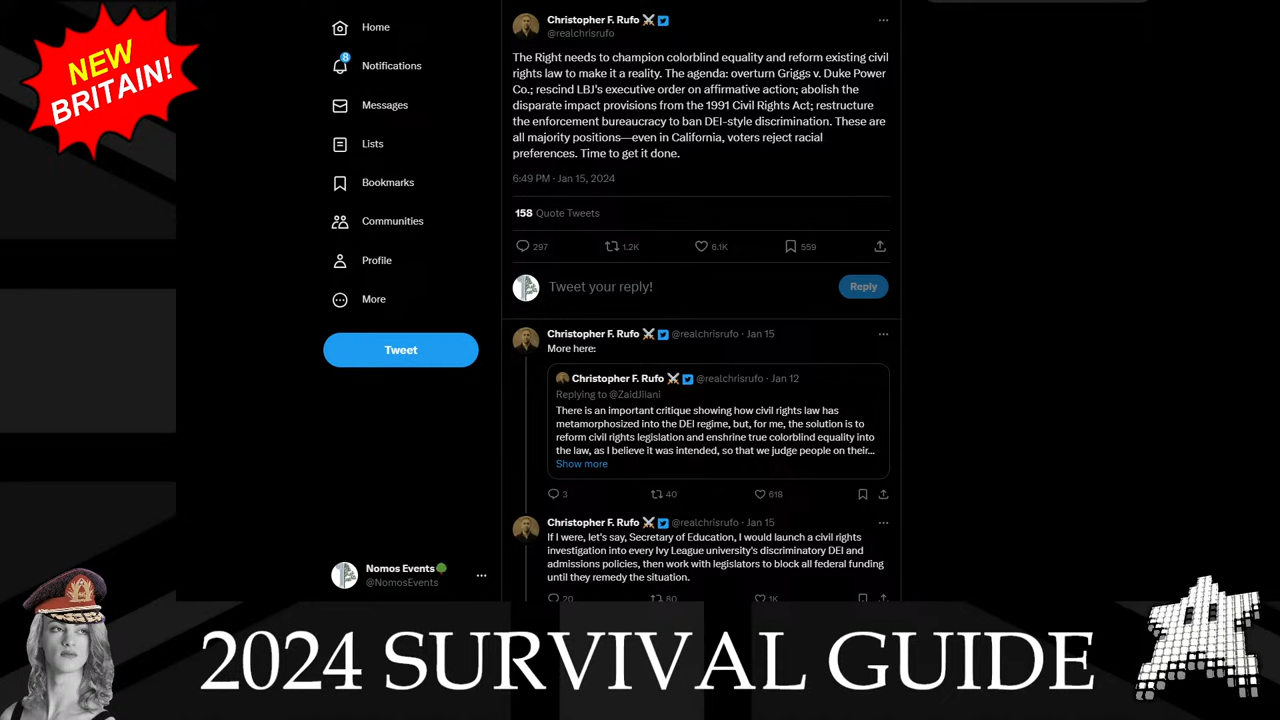 NEW
BRITAIN!
Home
Notifications
8
Messages
Lists
Bookmarks
Communities
Profile
More
Tweet
Nomos Events
@NomosEvents
Christopher F. Rufo
@realchrisrufo
The Right needs to champion colorblind equality and reform existing civil
rights law to make it a reality. The agenda: overturn Griggs v. Duke Power
Co.; rescind LBJ's executive order on affirmative action; abolish the
disparate impact provisions from the 1991 Civil Rights Act; restructure
the enforcement bureaucracy to ban DEI-style discrimination. These are
all majority positions—even in California, voters reject racial
preferences. Time to get it done.
6:49 PM · Jan 15, 2024
158 Quote Tweets
297 1.2K 6.1K 559
Tweet your reply!
Reply
Christopher F. Rufo @realchrisrufo · Jan 15
More here:
Christopher F. Rufo @realchrisrufo · Jan 12
Replying to @ZaidJilani
There is an important critique showing how civil rights law has
metamorphosized into the DEI regime, but, for me, the solution is to
reform civil rights legislation and enshrine true colorblind equality into
the law, as I believe it was intended, so that we judge people on their...
Show more
3 40 618
Christopher F. Rufo @realchrisrufo · Jan 15
If I were, let's say, Secretary of Education, I would launch a civil rights
investigation into every Ivy League university's discriminatory DEI and
admissions policies, then work with legislators to block all federal funding
until they remedy the situation.
20 80 1K
2024 SURVIVAL GUIDE